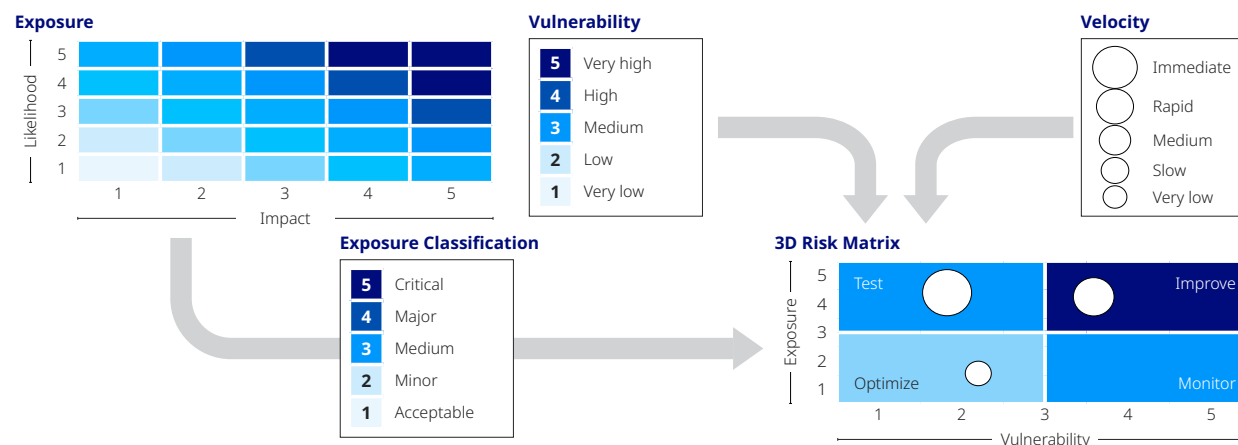 Exposure
Likelihood
5
4
3
2
1
1 2 3 4 5
Impact
Vulnerability
5 Very high
4 High
3 Medium
2 Low
1 Very low
Velocity
Immediate
Rapid
Medium
Slow
Very low
Exposure Classification
5 Critical
4 Major
3 Medium
2 Minor
1 Acceptable
3D Risk Matrix
Exposure
5
4
3
2
1
Test
Improve
Optimize
Monitor
1 2 3 4 5
Vulnerability